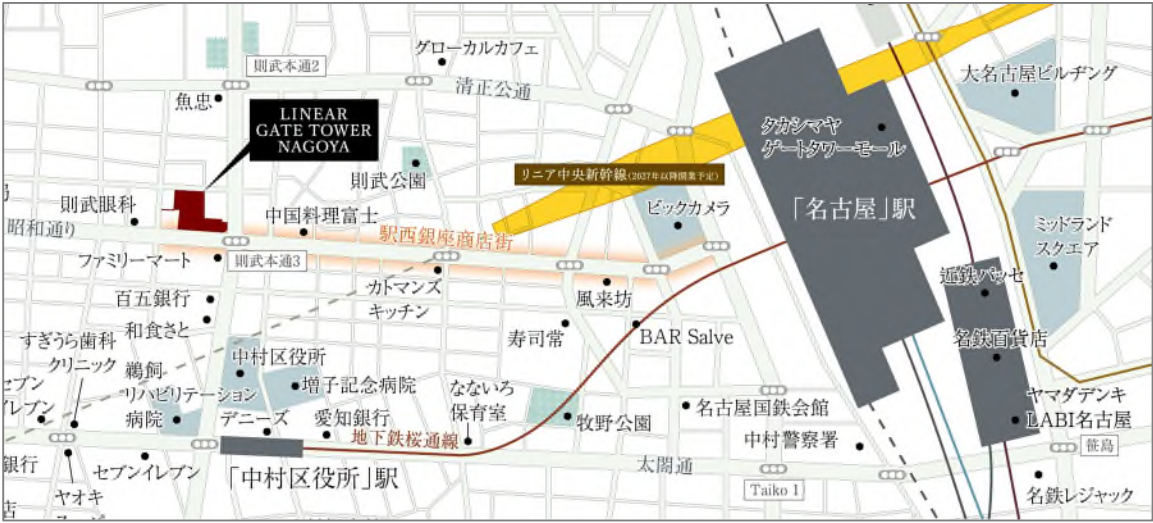 グローカルカフェ
則武本通2
清正公通
大名古屋ビルヂング
魚忠
LINEAR
GATE TOWER
NAGOYA
タカシマヤ
ゲートタワーモール
則武公園
リニア中央新幹線(2027年以降開業予定)
則武眼科
中国料理富士
ビックカメラ
「名古屋」駅
ミッドランド
スクエア
昭和通り
駅西銀座商店街
ファミリーマート
則武本通3
近鉄パッセ
百五銀行
カトマンズ
キッチン
風来坊
和食さと
寿司常
BAR Salve
名鉄百貨店
すぎうら歯科
クリニック
中村区役所
鵜飼
リハビリテーション
病院
増子記念病院
なないろ
保育室
セブン
イレブン
デニーズ
愛知銀行
牧野公園
名古屋国鉄会館
ヤマダデンキ
LABI名古屋
地下鉄桜通線
中村警察署
笹島
銀行
セブンイレブン
「中村区役所」駅
太閤通
Taiko 1
ヤオキ
名鉄レジャック
店